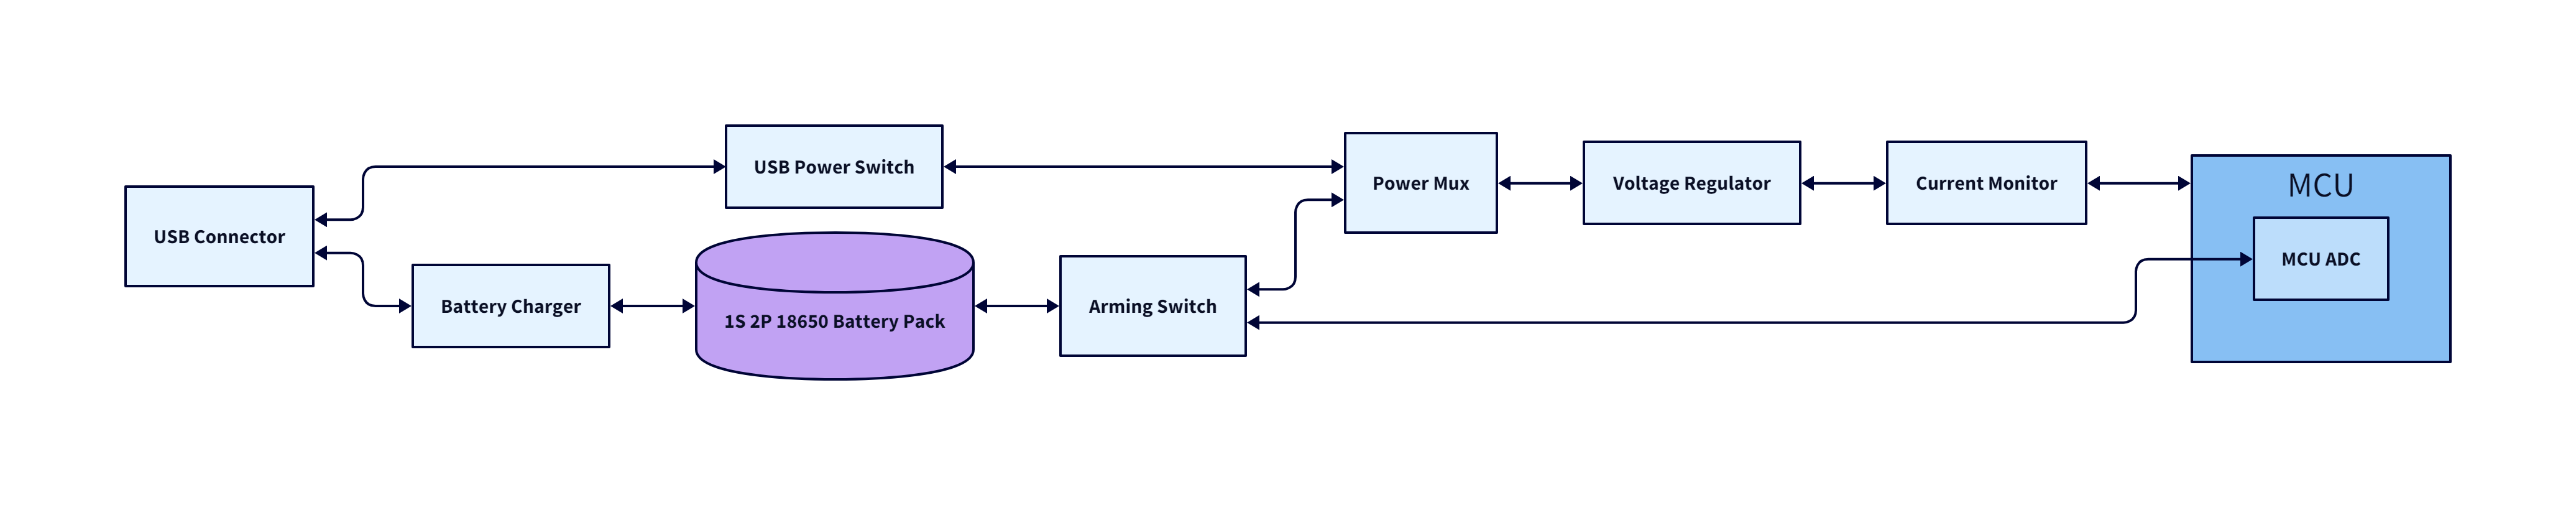 USB Connector
USB Power Switch
Battery Charger
1S 2P 18650 Battery Pack
Arming Switch
Power Mux
Voltage Regulator
Current Monitor
MCU
MCU ADC